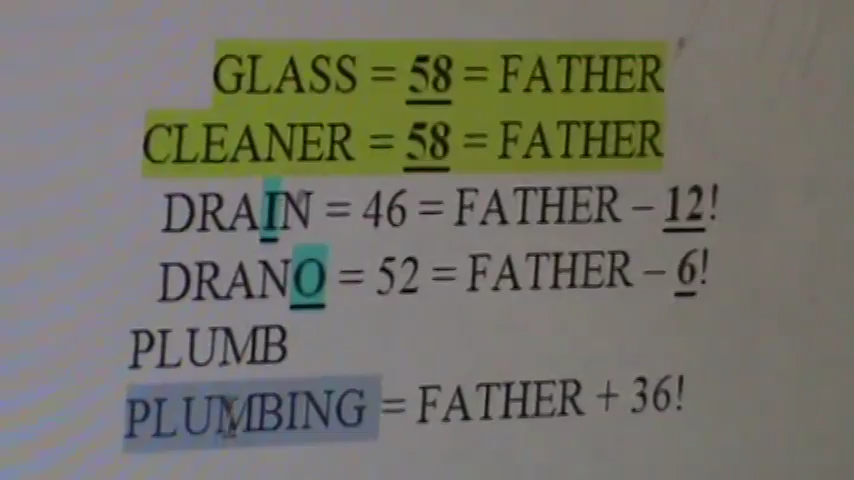 GLASS = 58 = FATHER
CLEANER = 58 = FATHER
DRAIN = 46 = FATHER – 12!
DRANO = 52 = FATHER – 6!
PLUMB
PLUMBING = FATHER + 36!